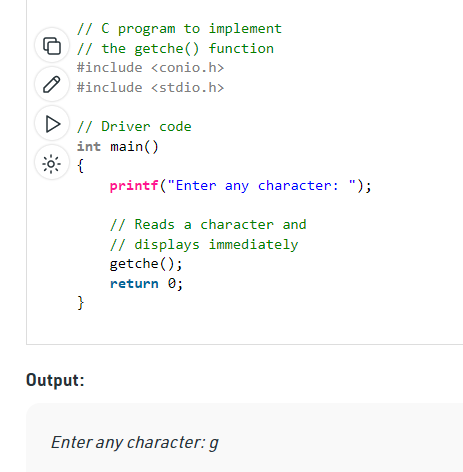 // C program to implement
// the getche() function
#include <conio.h>
#include <stdio.h>
// Driver code
int main()
{
printf("Enter any character: ");
// Reads a character and
// displays immediately
getche();
return 0;
}
Output:
Enter any character: g